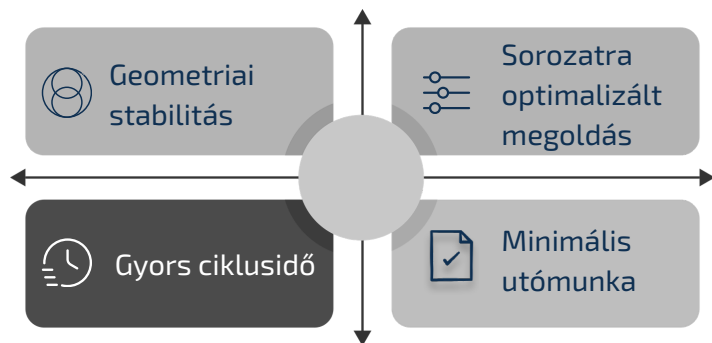 Geometriai
stabilitás
Sorozatra
optimalizált
megoldás
Gyors ciklusidő
Minimális
utómunka